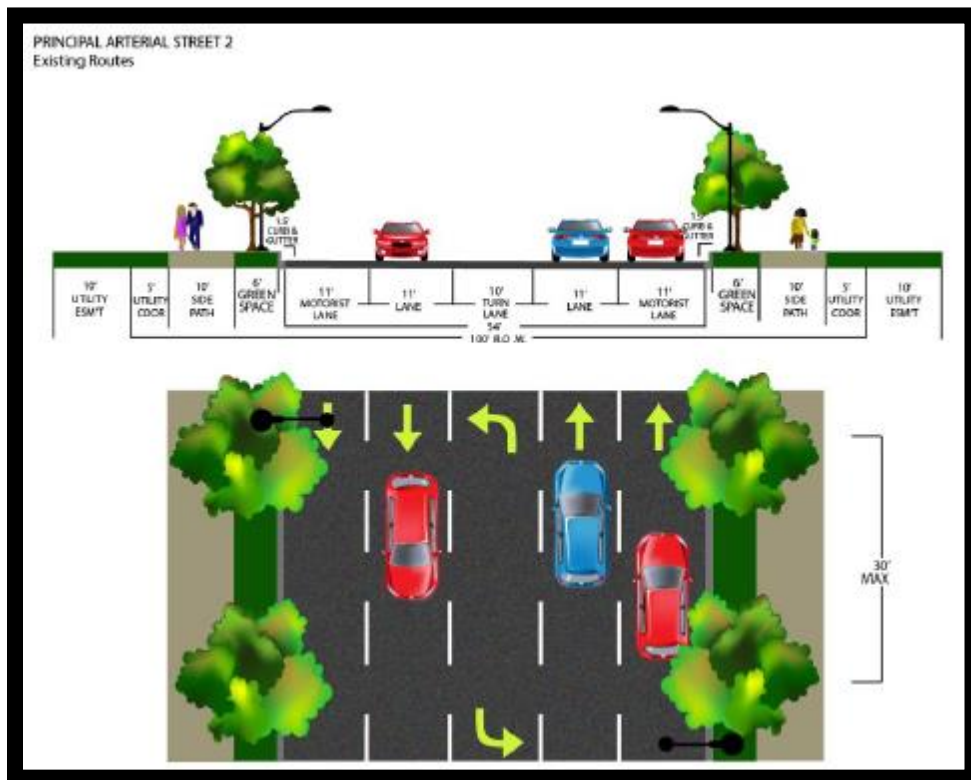 PRINCIPAL ARTERIAL STREET 2
Existing Routes
1.5'
CURB &
GUTTER
1.5'
CURB &
GUTTER
10'
UTILITY
ESM'T
5'
UTILITY
COOR
10'
SIDE
PATH
6'
GREEN
SPACE
11'
MOTORIST
LANE
11'
LANE
10'
TURN
LANE
11'
LANE
11'
MOTORIST
LANE
6'
GREEN
SPACE
10'
SIDE
PATH
5'
UTILITY
COOR
10'
UTILITY
ESM'T
54'
100' R.O.W.
30'
MAX